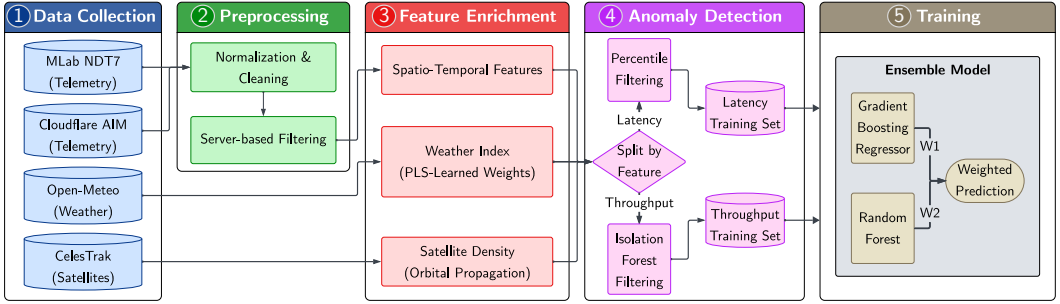 1 Data Collection
MLab NDT7
(Telemetry)
Cloudflare AIM
(Telemetry)
Open-Meteo
(Weather)
CelesTrak
(Satellites)
2 Preprocessing
Normalization &
Cleaning
Server-based Filtering
3 Feature Enrichment
Spatio-Temporal Features
Weather Index
(PLS-Learned Weights)
Satellite Density
(Orbital Propagation)
4 Anomaly Detection
Percentile
Filtering
Latency
Training Set
Latency
Split by
Feature
Throughput
Throughput
Training Set
Isolation
Forest
Filtering
5 Training
Ensemble Model
Gradient
Boosting
Regressor
W1
Weighted
Prediction
W2
Random
Forest